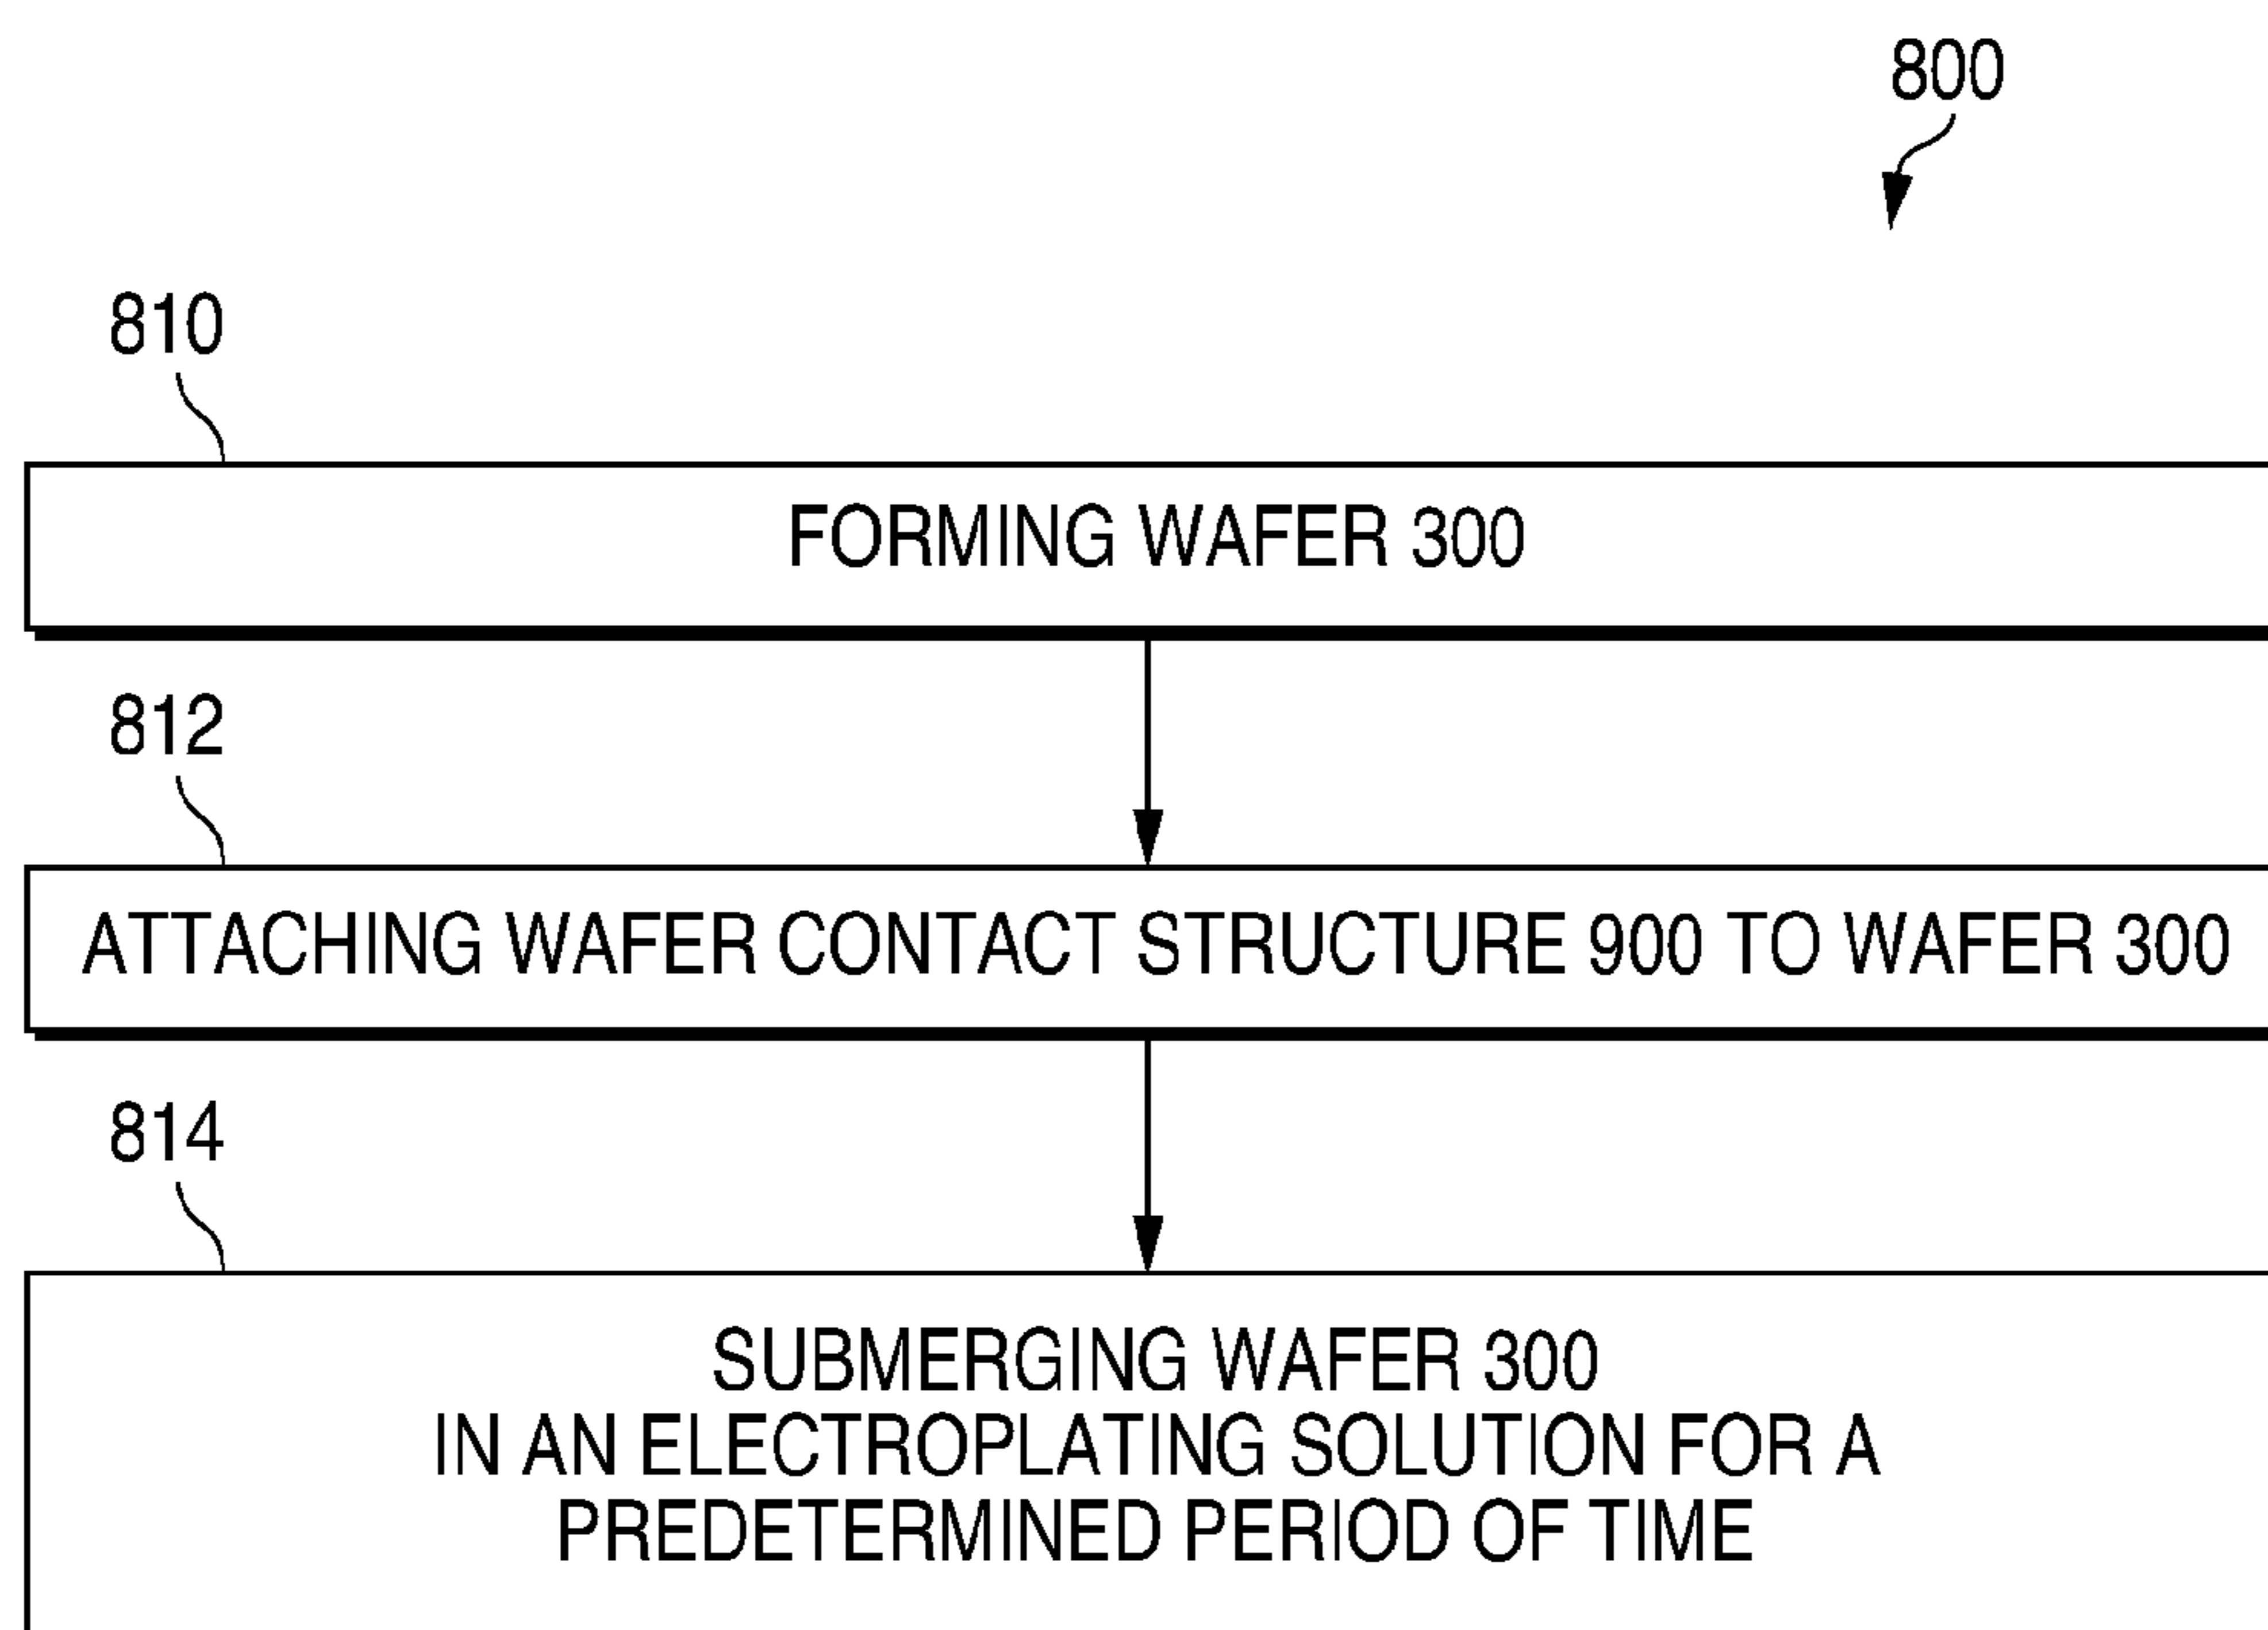 800
810
FORMING WAFER 300
812
ATTACHING WAFER CONTACT STRUCTURE 900 TO WAFER 300
814
SUBMERGING WAFER 300
IN AN ELECTROPLATING SOLUTION FOR A
PREDETERMINED PERIOD OF TIME